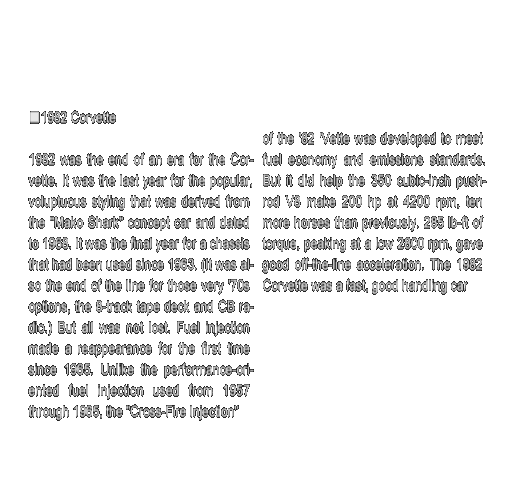 1982 Corvette
1982 was the end of an era for the Cor-
vette. It was the last year for the popular,
voluptuous styling that was derived from
the "Mako Shark" concept car and dated
to 1968. It was the final year for a chassis
that had been used since 1963. (It was al-
so the end of the line for those very '70s
options, the 8-track tape deck and CB ra-
dio.) But all was not lost. Fuel injection
made a reappearance for the first time
since 1965. Unlike the performance-ori-
ented fuel injection used from 1957
through 1965, the "Cross-Fire Injection"
of the '82 'Vette was developed to meet
fuel economy and emissions standards.
But it did help the 350 cubic-inch push-
rod V8 make 200 hp at 4200 rpm, ten
more horses than previously. 285 lb-ft of
torque, peaking at a low 2800 rpm, gave
good off-the-line acceleration. The 1982
Corvette was a fast, good handling car